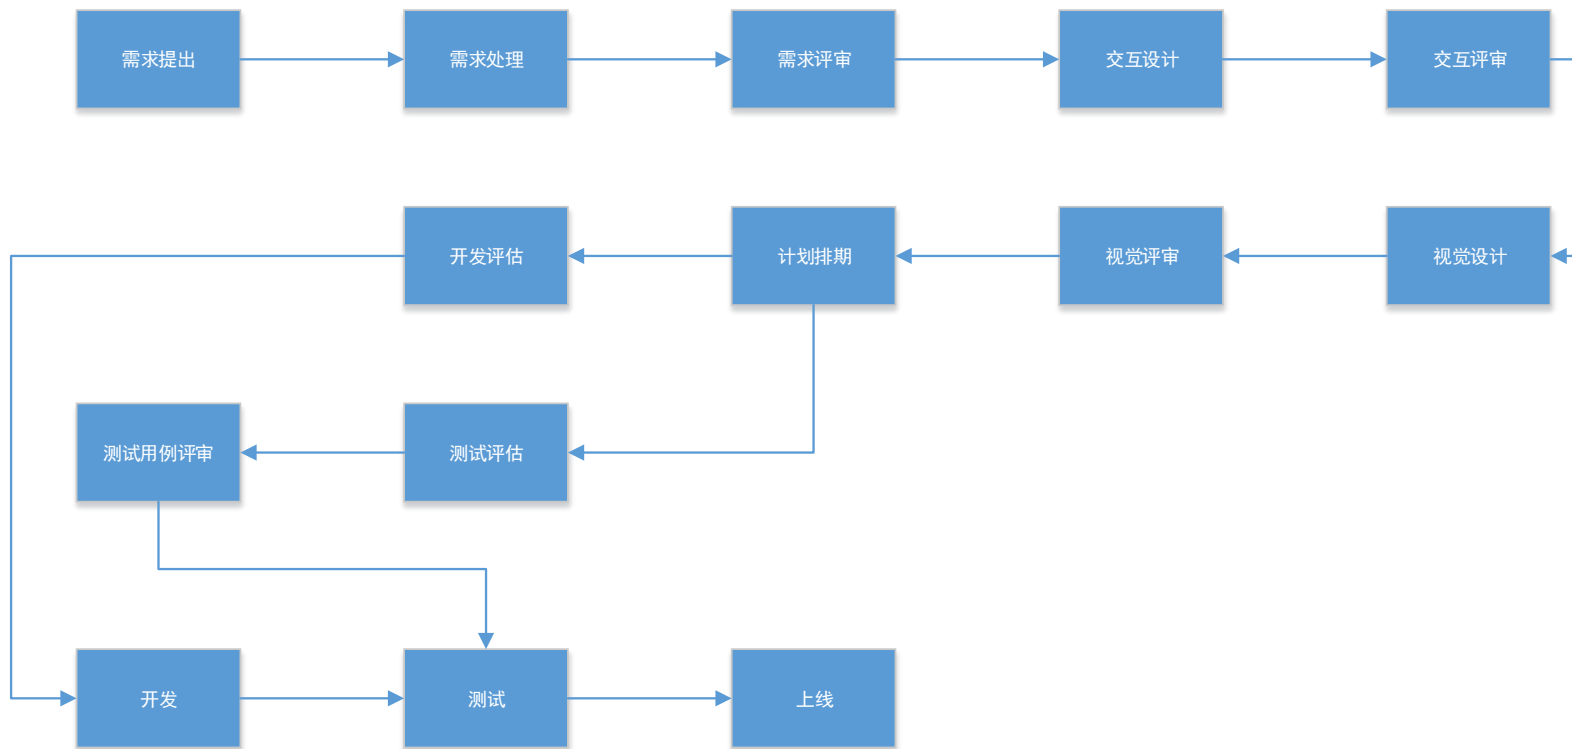 需求提出
需求处理
需求评审
交互设计
交互评审
开发评估
计划排期
视觉评审
视觉设计
测试用例评审
测试评估
开发
测试
上线